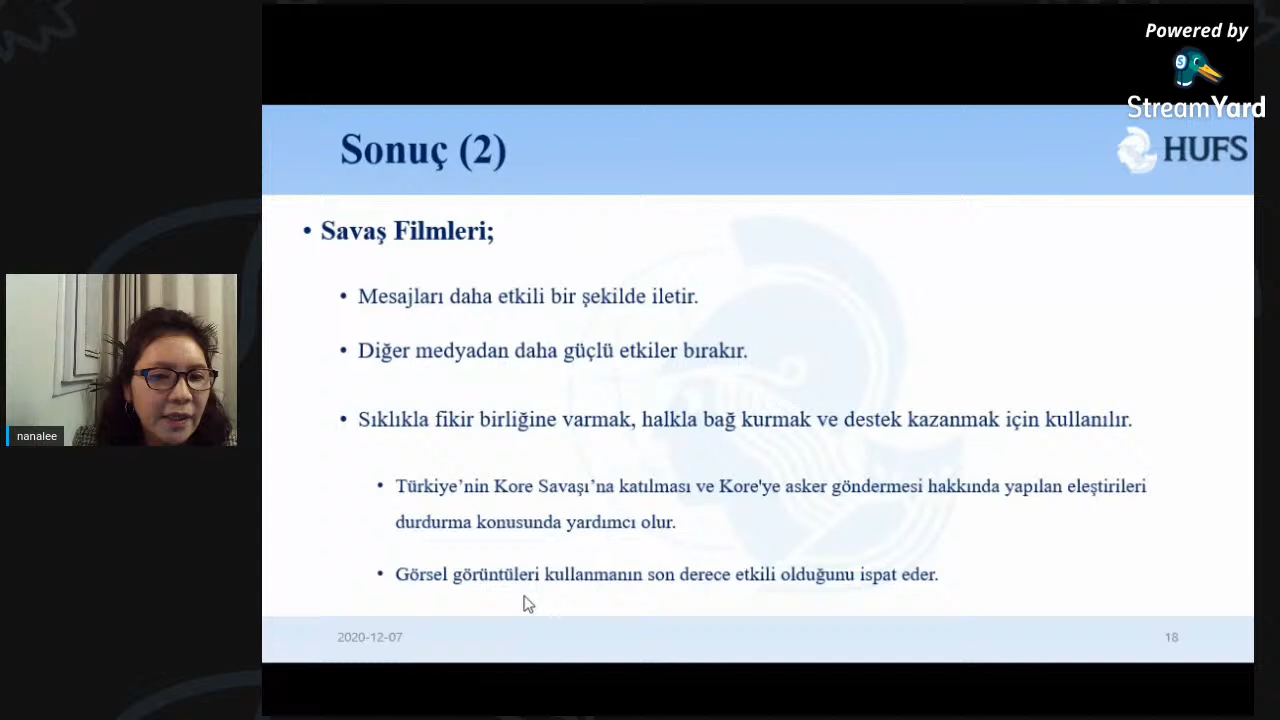 Powered by
StreamYard
Sonuç (2)
HUFS
• Savaş Filmleri;
• Mesajları daha etkili bir şekilde iletir.
• Diğer medyadan daha güçlü etkiler bırakır.
• Sıklıkla fikir birliğine varmak, halkla bağ kurmak ve destek kazanmak için kullanılır.
• Türkiye’nin Kore Savaşı’na katılması ve Kore'ye asker göndermesi hakkında yapılan eleştirileri
durdurma konusunda yardımcı olur.
• Görsel görüntüleri kullanmanın son derece etkili olduğunu ispat eder.
2020-12-07
18
nanalee